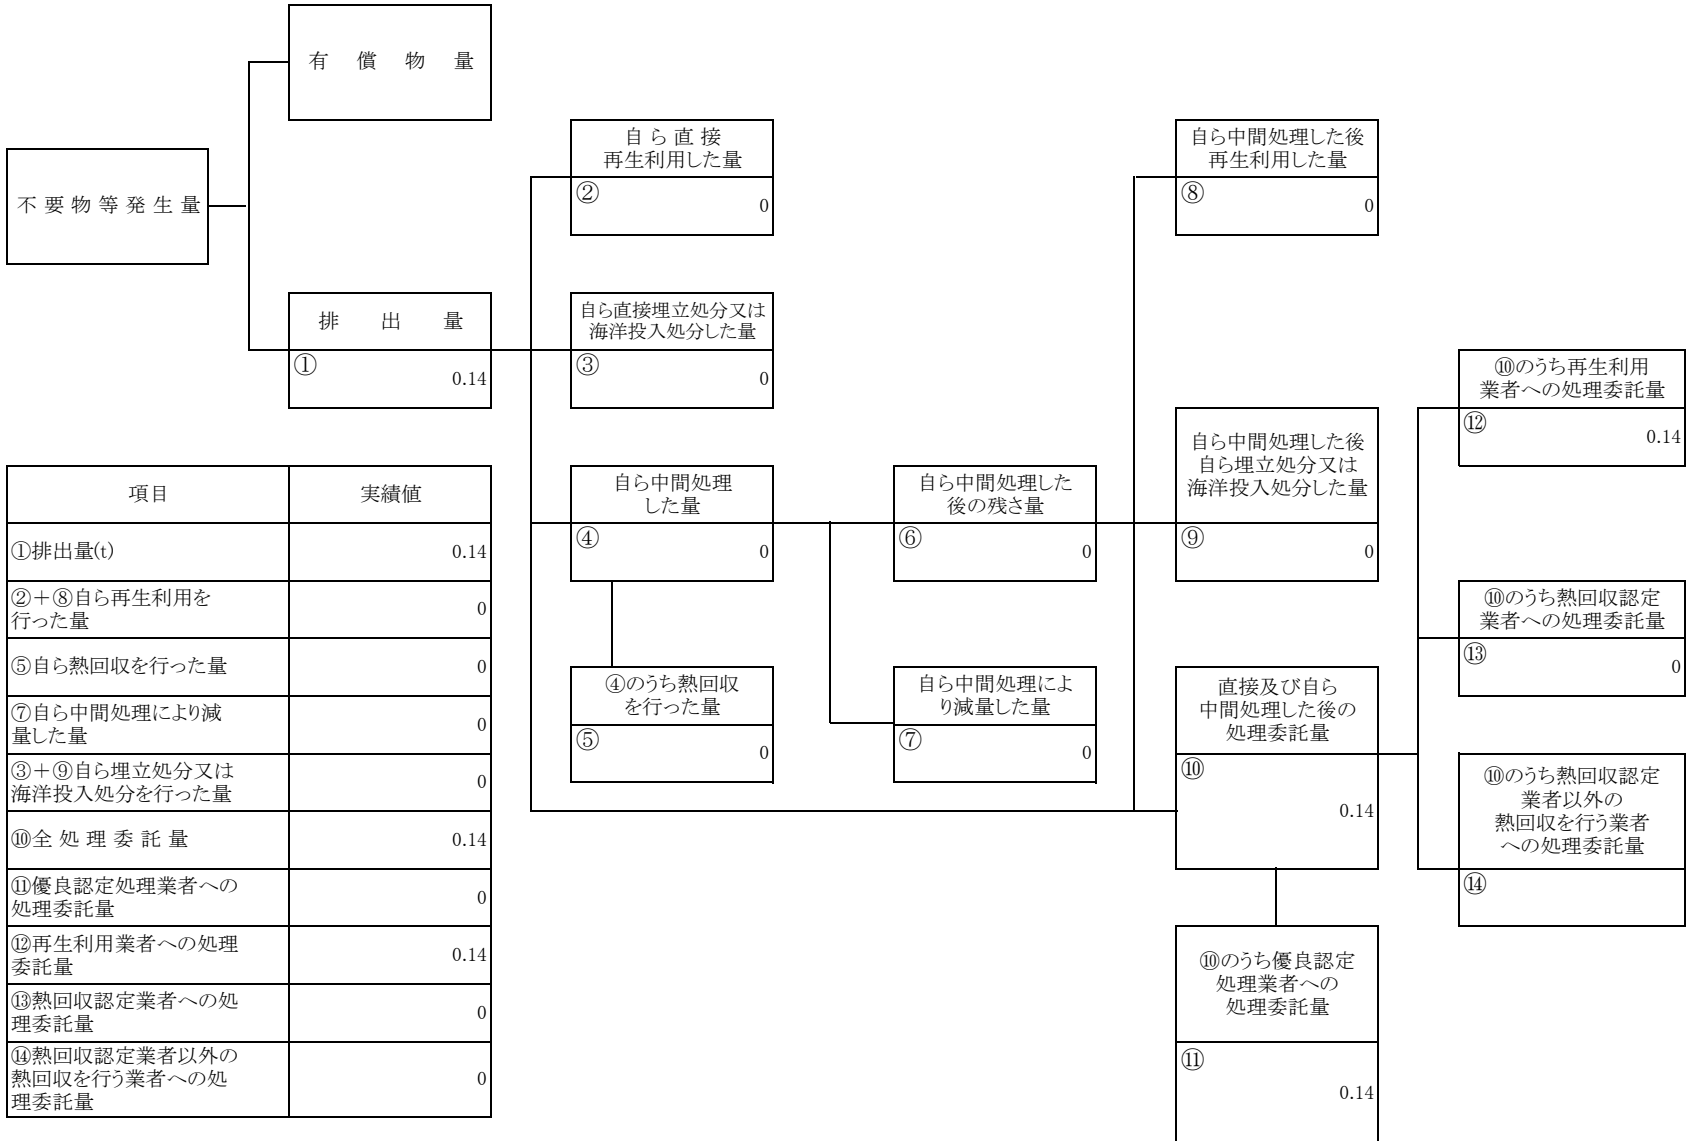 有償物量
不要物等発生量
排出量
①
0.14
自ら直接
再生利用した量
②
0
自ら直接埋立処分又は
海洋投入処分した量
③
0
自ら中間処理
した量
④
0
④のうち熱回収
を行った量
⑤
0
自ら中間処理した
後の残さ量
⑥
0
自ら中間処理によ
り減量した量
⑦
0
自ら中間処理した後
再生利用した量
⑧
0
自ら中間処理した後
自ら埋立処分又は
海洋投入処分した量
⑨
0
直接及び自ら
中間処理した後の
処理委託量
⑩
0.14
⑩のうち優良認定
処理業者への
処理委託量
⑪
0.14
⑩のうち再生利用
業者への処理委託量
⑫
0.14
⑩のうち熱回収認定
業者への処理委託量
⑬
0
⑩のうち熱回収認定
業者以外の
熱回収を行う業者
への処理委託量
⑭
項目 実績値
①排出量(t) 0.14
②＋⑧自ら再生利用を
行った量 0
⑤自ら熱回収を行った量 0
⑦自ら中間処理により減
量した量 0
③＋⑨自ら埋立処分又は
海洋投入処分を行った量 0
⑩全処理委託量 0.14
⑪優良認定処理業者への
処理委託量 0
⑫再生利用業者への処理
委託量 0.14
⑬熱回収認定業者への処
理委託量 0
⑭熱回収認定業者以外の
熱回収を行う業者への処
理委託量 0